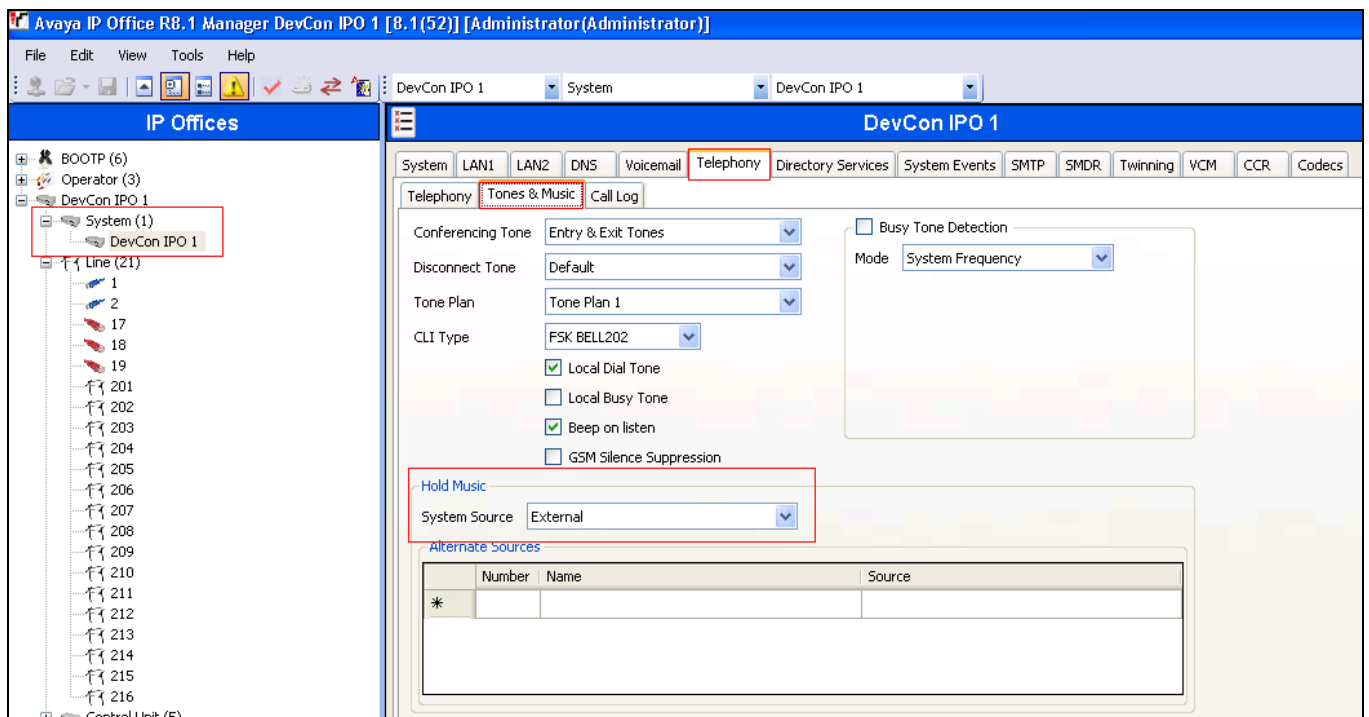 Avaya IP Office R8.1 Manager DevCon IPO 1 [8.1(52)] [Administrator(Administrator)]
File Edit View Tools Help
DevCon IPO 1 System DevCon IPO 1
IP Offices
BOOTP (6)
Operator (3)
DevCon IPO 1
System (1)
DevCon IPO 1
Line (21)
1
2
17
18
19
201
202
203
204
205
206
207
208
209
210
211
212
213
214
215
216
Control Unit (5)
DevCon IPO 1
System LAN1 LAN2 DNS Voicemail Telephony Directory Services System Events SMTP SMDR Twinning VCM CCR Codecs
Telephony Tones & Music Call Log
Conferencing Tone Entry & Exit Tones
Disconnect Tone Default
Tone Plan Tone Plan 1
CLI Type FSK BELL202
Local Dial Tone
Local Busy Tone
Beep on listen
GSM Silence Suppression
Busy Tone Detection
Mode System Frequency
Hold Music
System Source External
Alternate Sources
Number Name Source